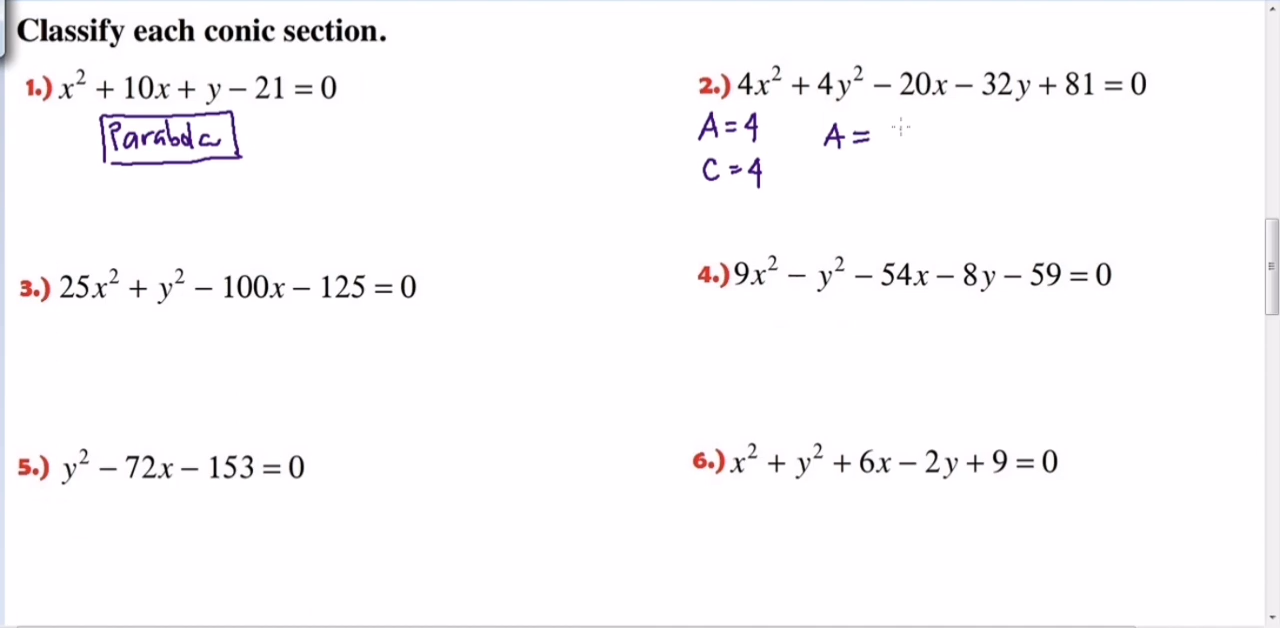 Classify each conic section.
1.) x² + 10x + y − 21 = 0
Parabola
2.) 4x² + 4y² − 20x − 32y + 81 = 0
A = 4 A =
C = 4
3.) 25x² + y² − 100x − 125 = 0
4.) 9x² − y² − 54x − 8y − 59 = 0
5.) y² − 72x − 153 = 0
6.) x² + y² + 6x − 2y + 9 = 0